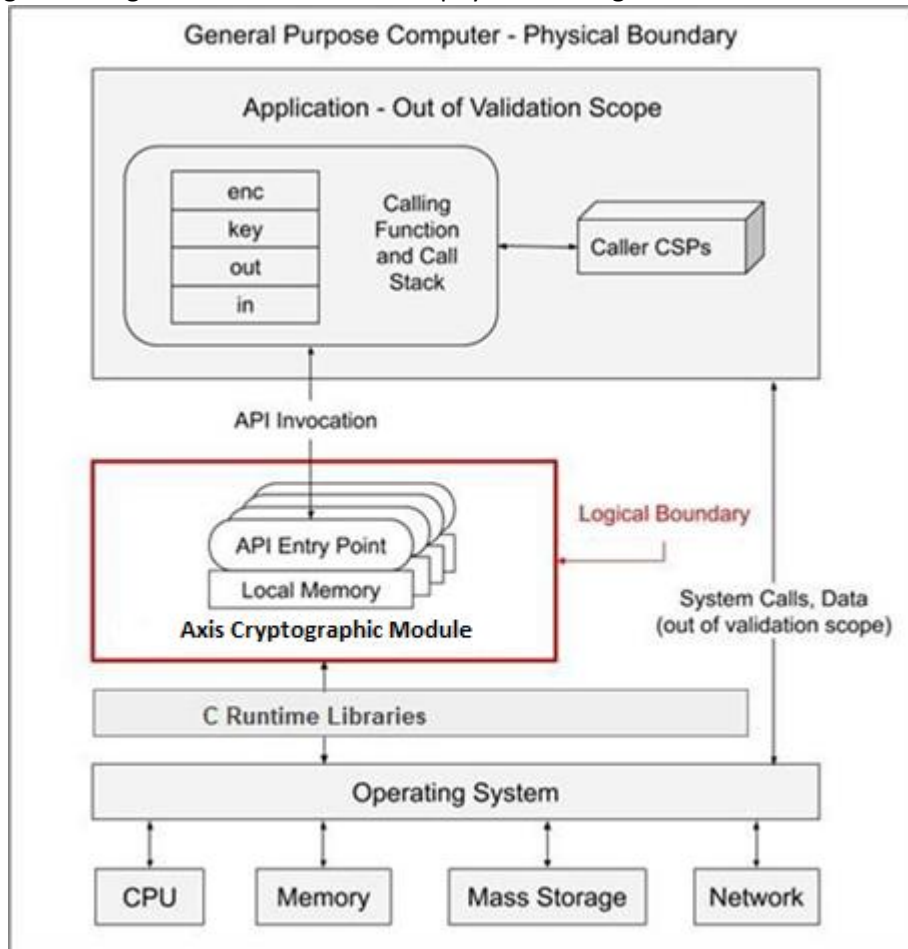 General Purpose Computer - Physical Boundary
Application - Out of Validation Scope
enc
key
out
in
Calling
Function
and Call
Stack
Caller CSPs
API Invocation
API Entry Point
Local Memory
Axis Cryptographic Module
Logical Boundary
System Calls, Data
(out of validation scope)
C Runtime Libraries
Operating System
CPU
Memory
Mass Storage
Network